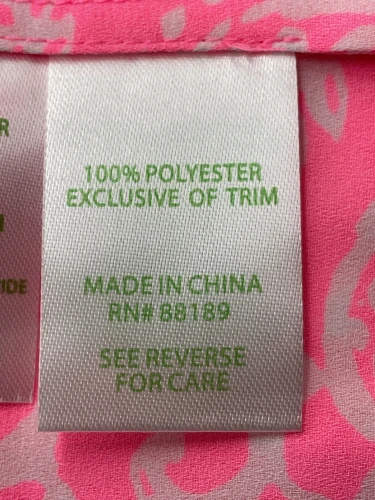 100% POLYESTER
EXCLUSIVE OF TRIM
MADE IN CHINA
RN# 88189
SEE REVERSE
FOR CARE